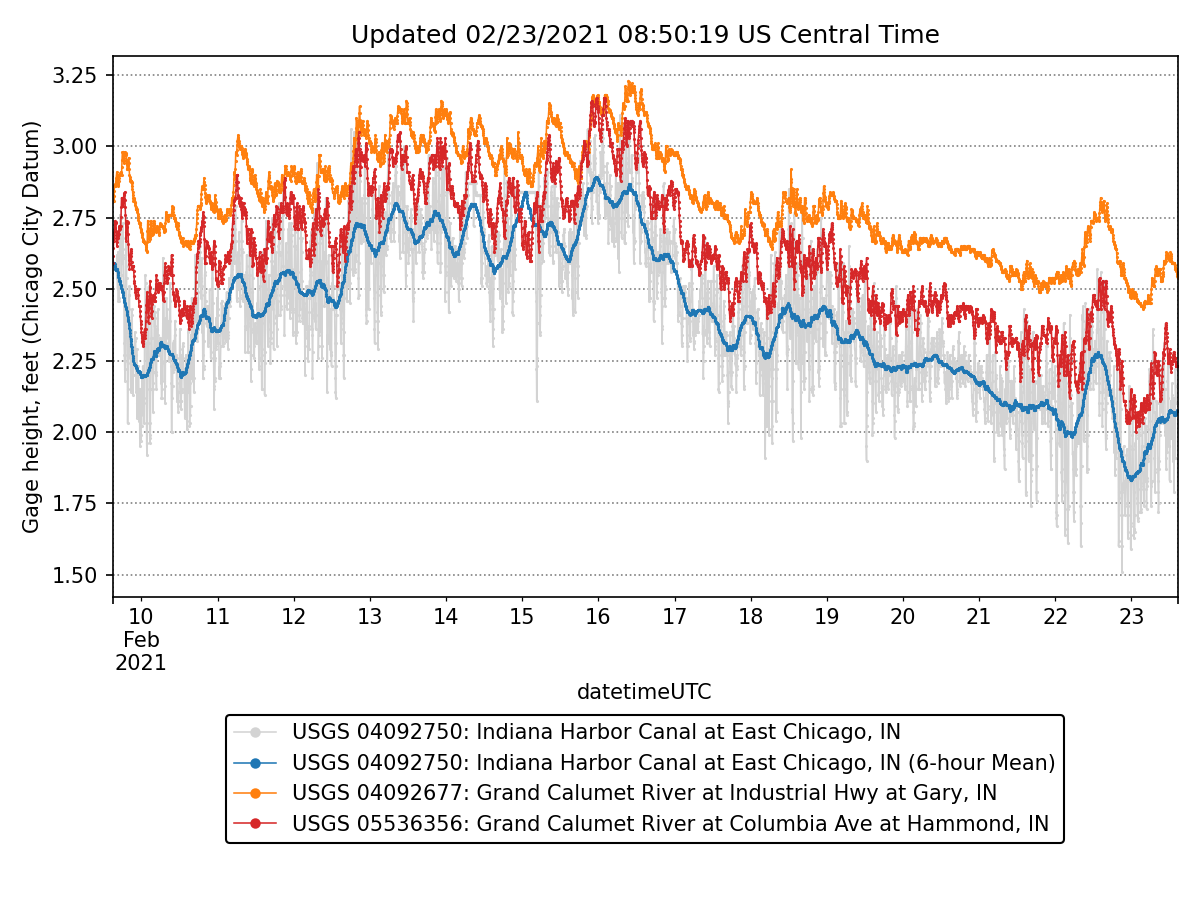 Updated 02/23/2021 08:50:19 US Central Time
Gage height, feet (Chicago City Datum)
3.25
3.00
2.75
2.50
2.25
2.00
1.75
1.50
10 11 12 13 14 15 16 17 18 19 20 21 22 23
Feb
2021
datetimeUTC
USGS 04092750: Indiana Harbor Canal at East Chicago, IN
USGS 04092750: Indiana Harbor Canal at East Chicago, IN (6-hour Mean)
USGS 04092677: Grand Calumet River at Industrial Hwy at Gary, IN
USGS 05536356: Grand Calumet River at Columbia Ave at Hammond, IN